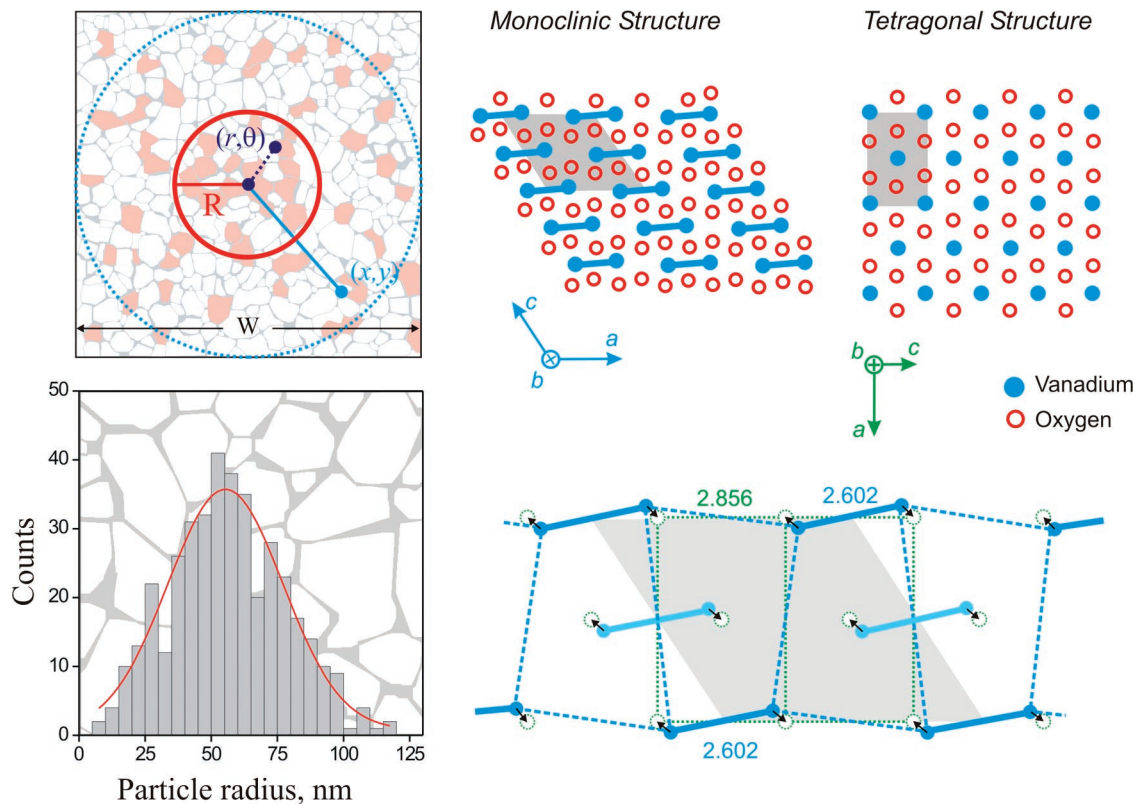 (r,θ)
R
(x,y)
W
50
40
30
20
10
0
Counts
0
25
50
75
100
125
Particle radius, nm
Monoclinic Structure
Tetragonal Structure
c
a
b
b
c
a
Vanadium
Oxygen
2.856
2.602
2.602